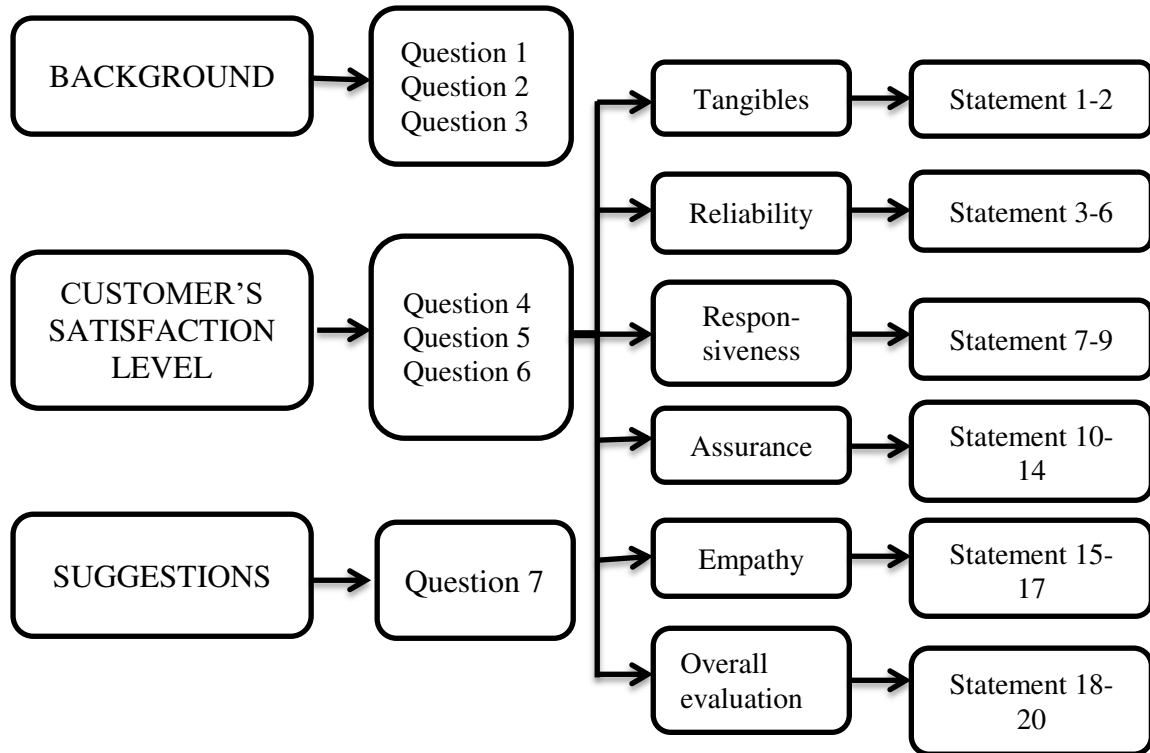 BACKGROUND
Question 1
Question 2
Question 3
CUSTOMER’S
SATISFACTION
LEVEL
Question 4
Question 5
Question 6
SUGGESTIONS
Question 7
Tangibles
Statement 1-2
Reliability
Statement 3-6
Respon-
siveness
Statement 7-9
Assurance
Statement 10-
14
Empathy
Statement 15-
17
Overall
evaluation
Statement 18-
20